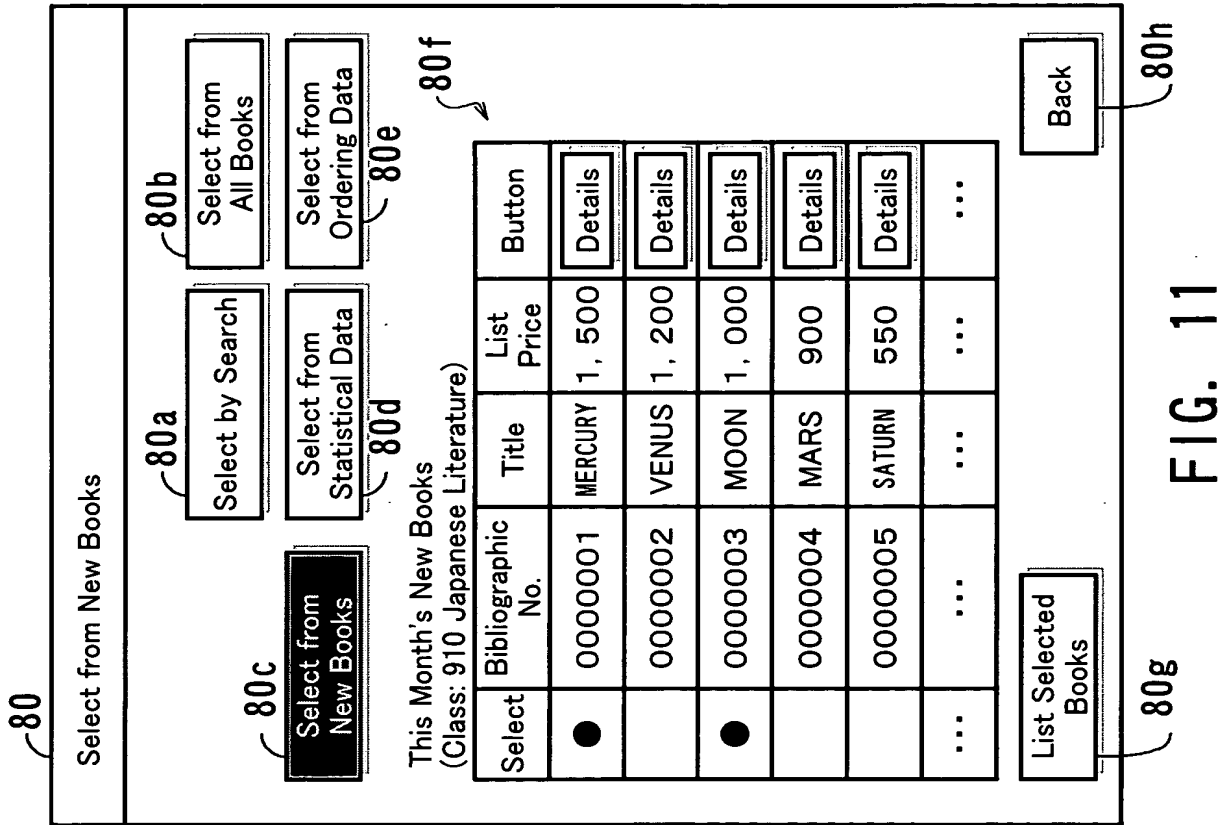 80
Select from New Books
80a
80b
Select by Search
Select from
All Books
80c
Select from
New Books
Select from
Statistical Data
80d
Select from
Ordering Data
80e
This Month's New Books
(Class: 910 Japanese Literature)
80f
Select Bibliographic No. Title List Price Button
● 0000001 MERCURY 1, 500 Details
0000002 VENUS 1, 200 Details
● 0000003 MOON 1, 000 Details
0000004 MARS 900 Details
0000005 SATURN 550 Details
... ... ... ... ...
List Selected
Books
80g
Back
80h
FIG. 11